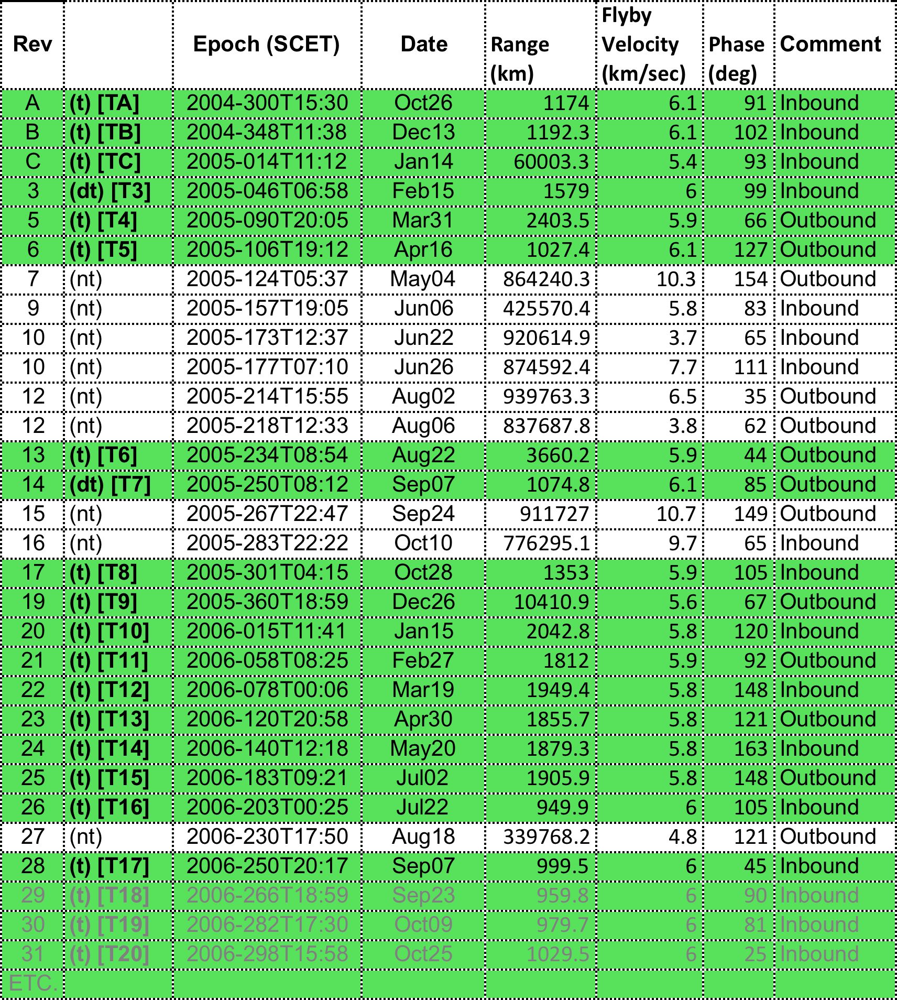 Rev Epoch (SCET) Date Range (km) Flyby Velocity (km/sec) Phase (deg) Comment
A (t) [TA] 2004-300T15:30 Oct26 1174 6.1 91 Inbound
B (t) [TB] 2004-348T11:38 Dec13 1192.3 6.1 102 Inbound
C (t) [TC] 2005-014T11:12 Jan14 60003.3 5.4 93 Inbound
3 (dt) [T3] 2005-046T06:58 Feb15 1579 6 99 Inbound
5 (t) [T4] 2005-090T20:05 Mar31 2403.5 5.9 66 Outbound
6 (t) [T5] 2005-106T19:12 Apr16 1027.4 6.1 127 Outbound
7 (nt) 2005-124T05:37 May04 864240.3 10.3 154 Outbound
9 (nt) 2005-157T19:05 Jun06 425570.4 5.8 83 Inbound
10 (nt) 2005-173T12:37 Jun22 920614.9 3.7 65 Inbound
10 (nt) 2005-177T07:10 Jun26 874592.4 7.7 111 Inbound
12 (nt) 2005-214T15:55 Aug02 939763.3 6.5 35 Outbound
12 (nt) 2005-218T12:33 Aug06 837687.8 3.8 62 Outbound
13 (t) [T6] 2005-234T08:54 Aug22 3660.2 5.9 44 Outbound
14 (dt) [T7] 2005-250T08:12 Sep07 1074.8 6.1 85 Outbound
15 (nt) 2005-267T22:47 Sep24 911727 10.7 149 Outbound
16 (nt) 2005-283T22:22 Oct10 776295.1 9.7 65 Inbound
17 (t) [T8] 2005-301T04:15 Oct28 1353 5.9 105 Inbound
19 (t) [T9] 2005-360T18:59 Dec26 10410.9 5.6 67 Outbound
20 (t) [T10] 2006-015T11:41 Jan15 2042.8 5.8 120 Inbound
21 (t) [T11] 2006-058T08:25 Feb27 1812 5.9 92 Outbound
22 (t) [T12] 2006-078T00:06 Mar19 1949.4 5.8 148 Inbound
23 (t) [T13] 2006-120T20:58 Apr30 1855.7 5.8 121 Outbound
24 (t) [T14] 2006-140T12:18 May20 1879.3 5.8 163 Inbound
25 (t) [T15] 2006-183T09:21 Jul02 1905.9 5.8 148 Outbound
26 (t) [T16] 2006-203T00:25 Jul22 949.9 6 105 Inbound
27 (nt) 2006-230T17:50 Aug18 339768.2 4.8 121 Outbound
28 (t) [T17] 2006-250T20:17 Sep07 999.5 6 45 Inbound
29 (t) [T18] 2006-266T18:59 Sep23 959.8 6 90 Inbound
30 (t) [T19] 2006-282T17:30 Oct09 979.7 6 81 Inbound
31 (t) [T20] 2006-298T15:58 Oct25 1029.5 6 25 Inbound
ETC.